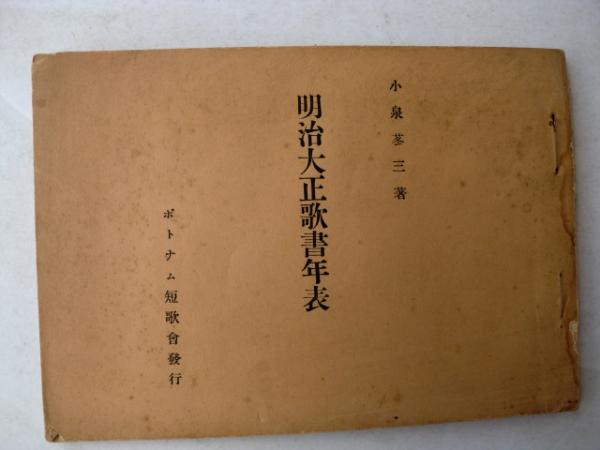 小泉苳三著
明治大正歌書年表
ポトナム短歌會發行